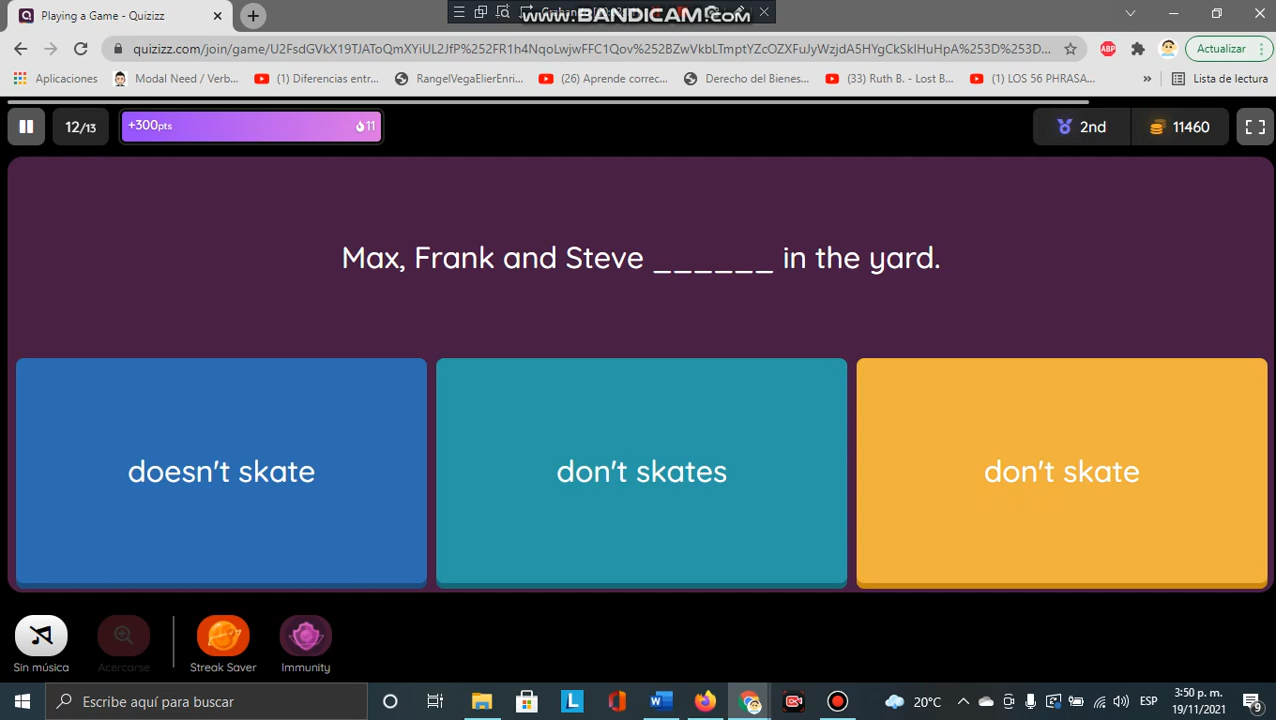 Playing a Game - Quizizz
www.BANDICAM.com
quizizz.com/join/game/U2FsdGVkX19TJAToQmXYiUL2JfP%252FR1h4NqoLwjwFFC1Qov%252BZwVkbLTmptYZcOZXFuJyWzjdA5HYgCkSklHuHpA%253D%253D...
ABP
Actualizar
Aplicaciones
Modal Need / Verb...
(1) Diferencias entr...
RangelVegaElierEnri...
(26) Aprende correc...
Derecho del Bienes...
(33) Ruth B. - Lost B...
(1) LOS 56 PHRASA...
»
Lista de lectura
12/13
+300pts
11
2nd
11460
Max, Frank and Steve ______ in the yard.
doesn't skate
don't skates
don't skate
Sin música
Acercarse
Streak Saver
Immunity
Escribe aquí para buscar
20°C
ESP
3:50 p. m.
19/11/2021
9